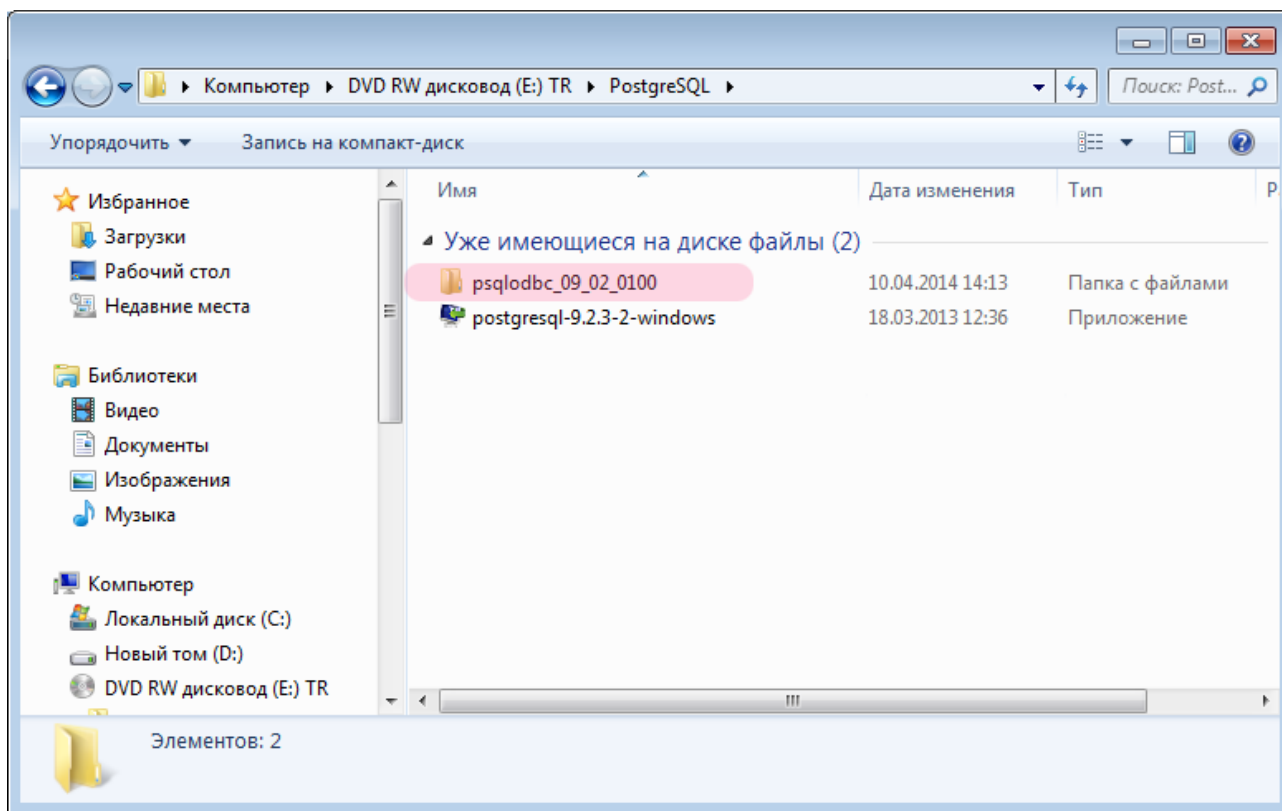 Компьютер ▸ DVD RW дисковод (E:) TR ▸ PostgreSQL ▸
Поиск: Post...
Упорядочить Запись на компакт-диск
Избранное
Загрузки
Рабочий стол
Недавние места
Библиотеки
Видео
Документы
Изображения
Музыка
Компьютер
Локальный диск (C:)
Новый том (D:)
DVD RW дисковод (E:) TR
Имя Дата изменения Тип Р
Уже имеющиеся на диске файлы (2)
psqlodbc_09_02_0100 10.04.2014 14:13 Папка с файлами
postgresql-9.2.3-2-windows 18.03.2013 12:36 Приложение
Элементов: 2